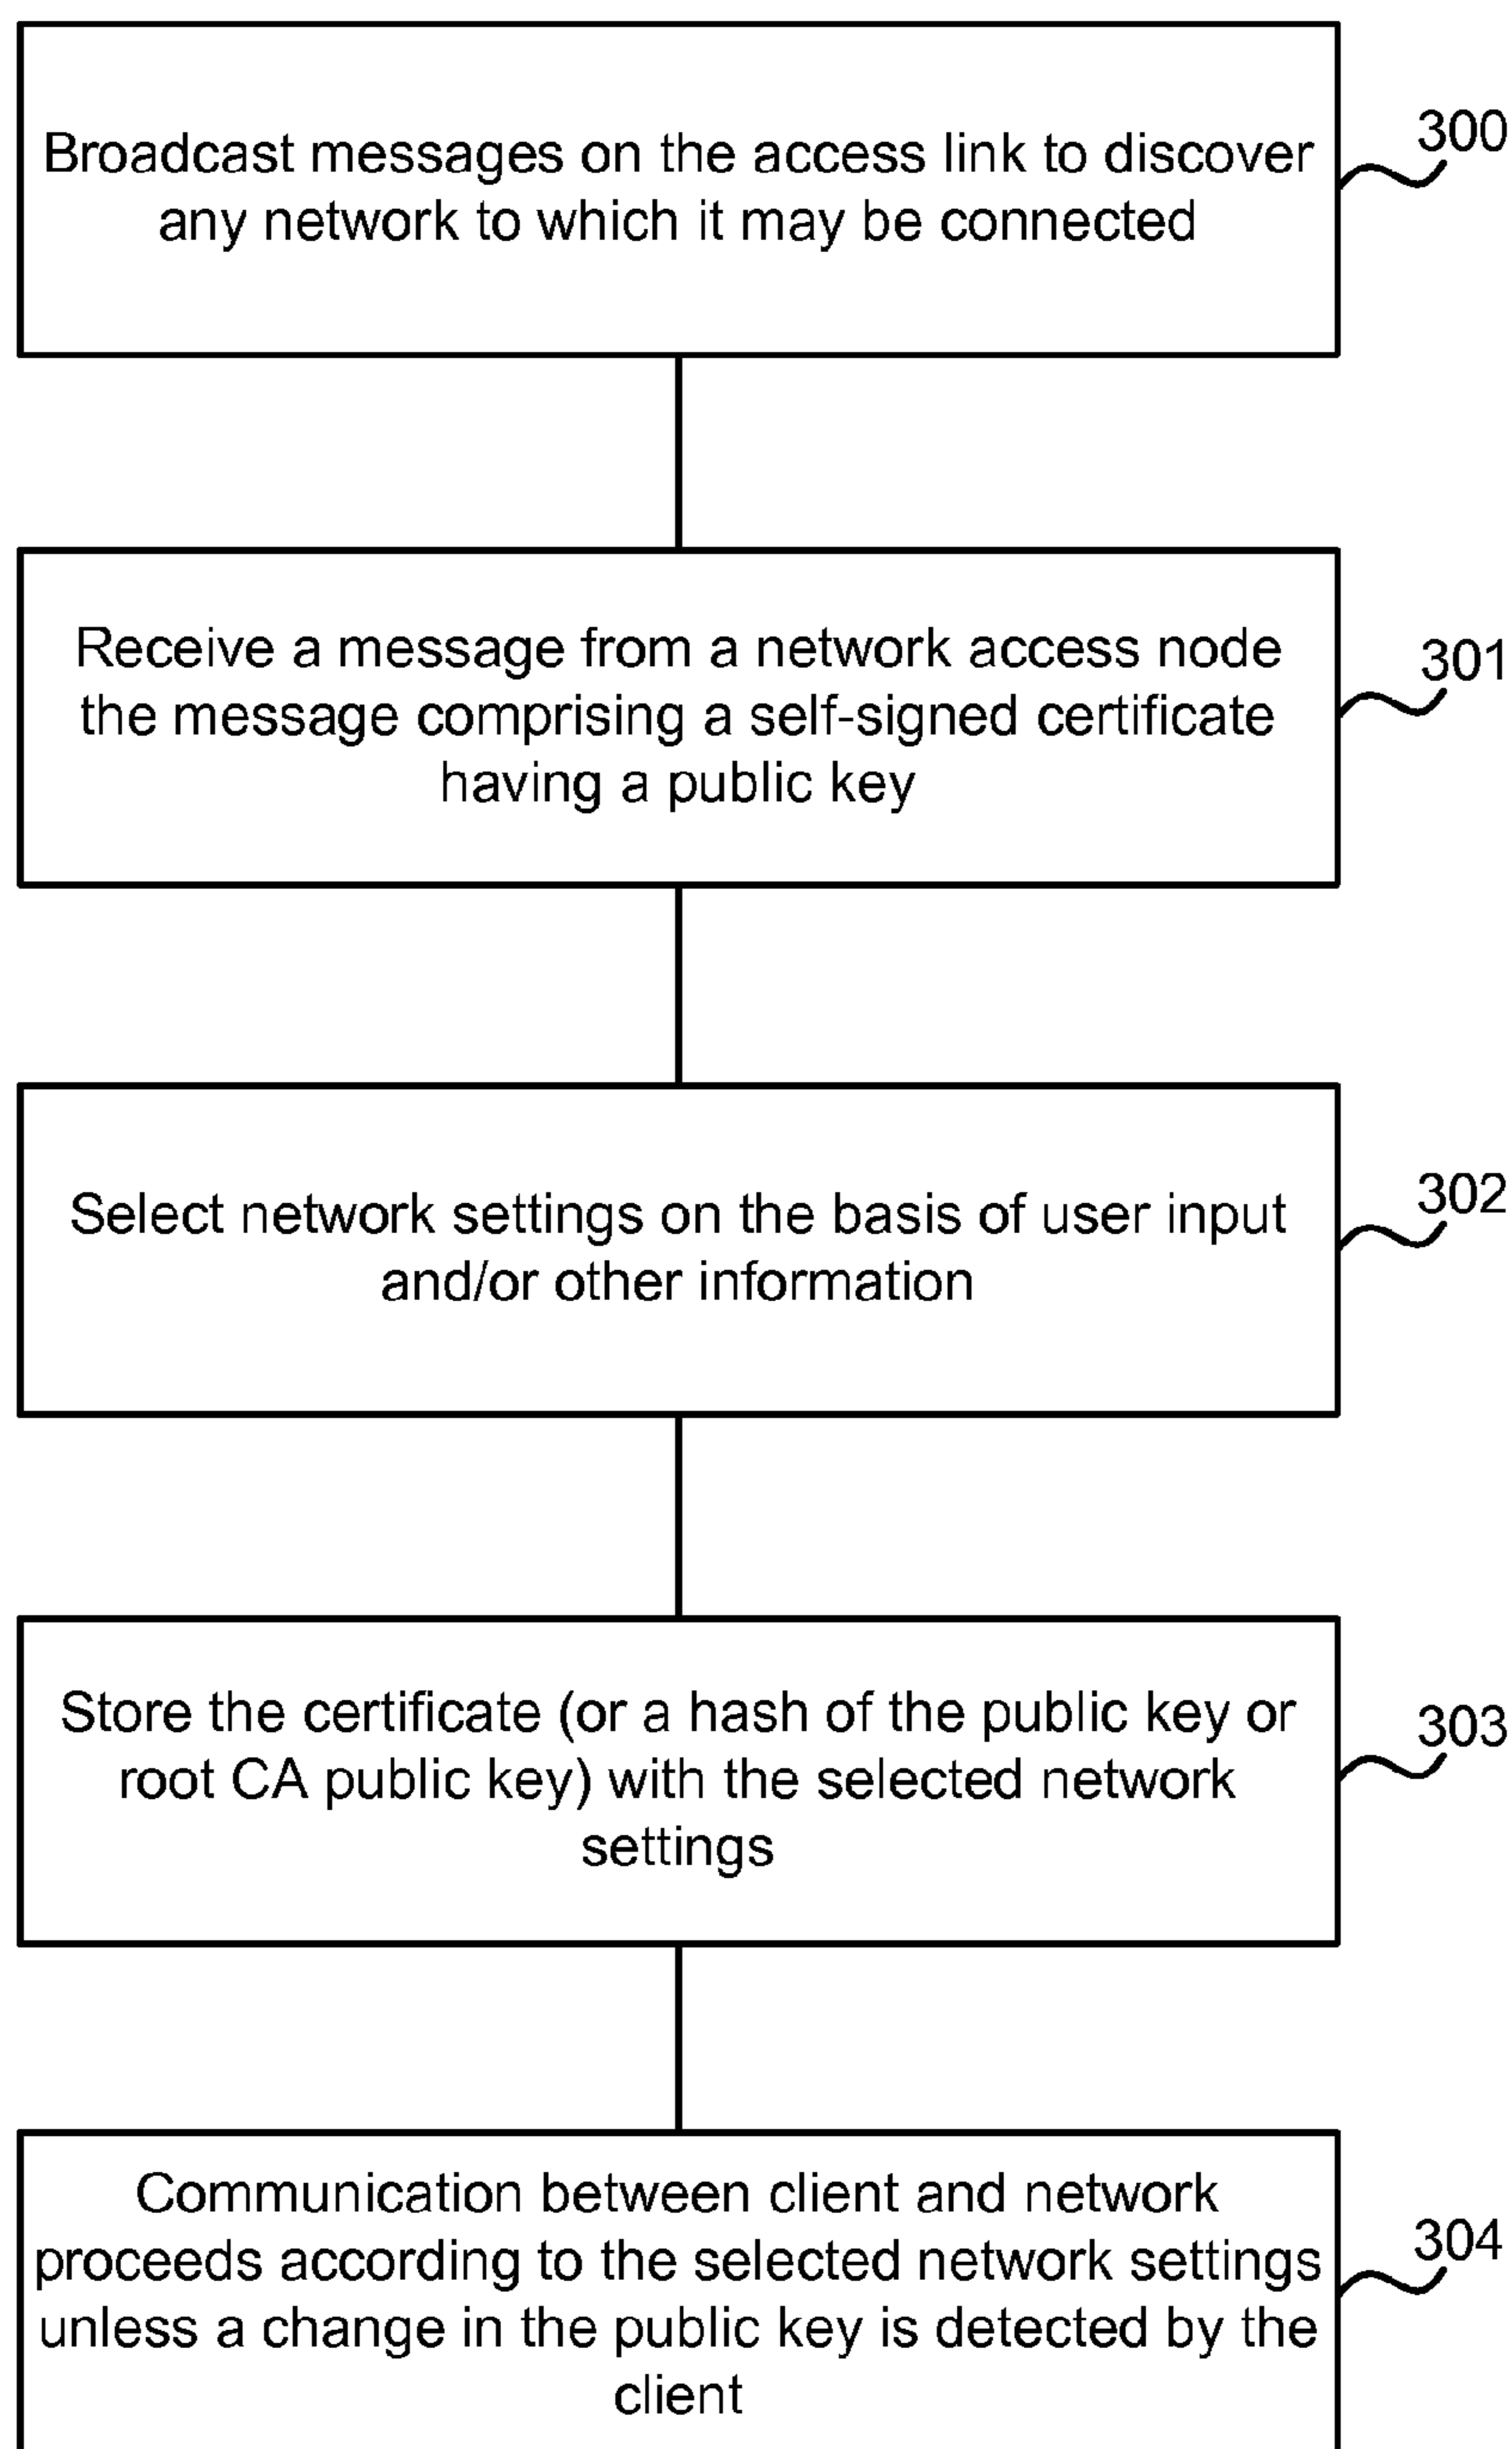 Broadcast messages on the access link to discover
any network to which it may be connected
300
Receive a message from a network access node
the message comprising a self-signed certificate
having a public key
301
Select network settings on the basis of user input
and/or other information
302
Store the certificate (or a hash of the public key or
root CA public key) with the selected network
settings
303
Communication between client and network
proceeds according to the selected network settings
unless a change in the public key is detected by the
client
304